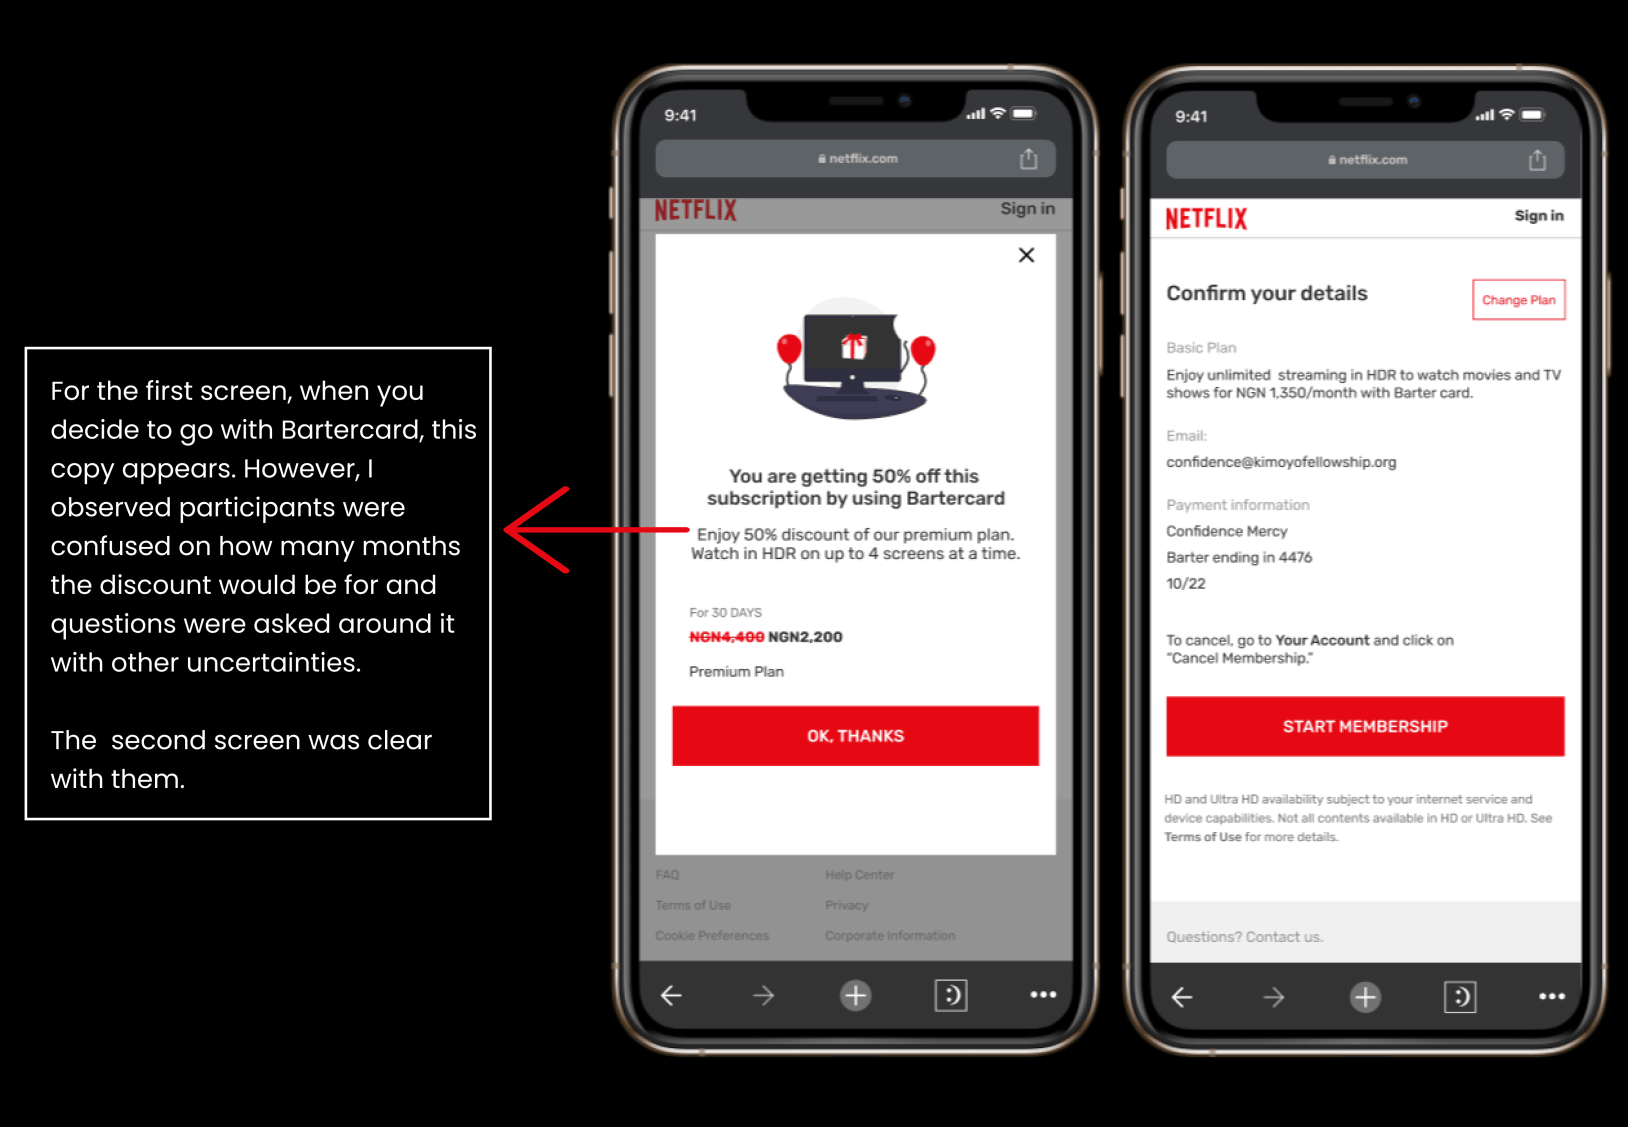 For the first screen, when you
decide to go with Bartercard, this
copy appears. However, I
observed participants were
confused on how many months
the discount would be for and
questions were asked around it
with other uncertainties.
The  second screen was clear
with them.
9:41
netflix.com
NETFLIX
Sign in
You are getting 50% off this
subscription by using Bartercard
Enjoy 50% discount of our premium plan.
Watch in HDR on up to 4 screens at a time.
For 30 DAYS
NGN4,400 NGN2,200
Premium Plan
OK, THANKS
FAQ
Help Center
Terms of Use
Privacy
Cookie Preferences
Corporate Information
9:41
netflix.com
NETFLIX
Sign in
Confirm your details
Change Plan
Basic Plan
Enjoy unlimited  streaming in HDR to watch movies and TV
shows for NGN 1,350/month with Barter card.
Email:
confidence@kimoyofellowship.org
Payment information
Confidence Mercy
Barter ending in 4476
10/22
To cancel, go to Your Account and click on
"Cancel Membership."
START MEMBERSHIP
HD and Ultra HD availability subject to your internet service and
device capabilities. Not all contents available in HD or Ultra HD. See
Terms of Use for more details.
Questions? Contact us.